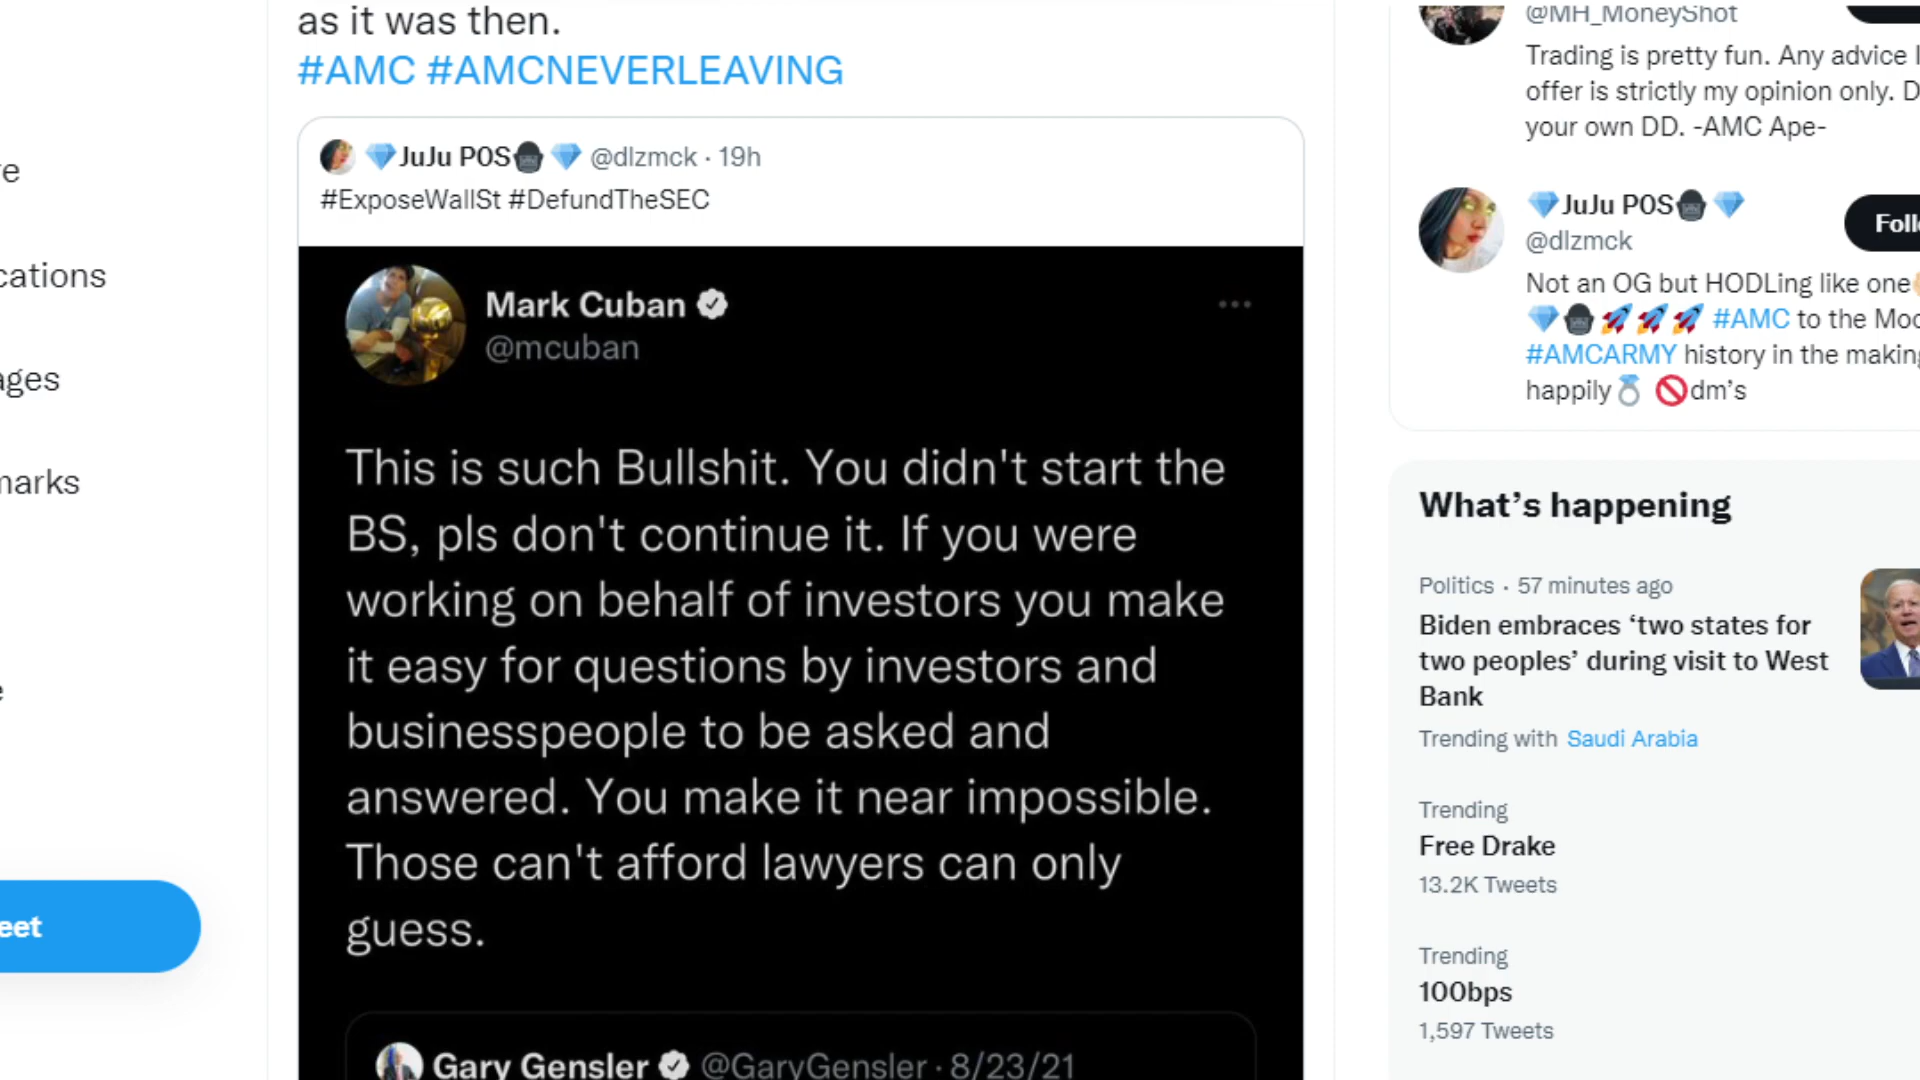 as it was then.
#AMC #AMCNEVERLEAVING
JuJu POS @dlzmck · 19h
#ExposeWallSt #DefundTheSEC
Mark Cuban
@mcuban
This is such Bullshit. You didn't start the
BS, pls don't continue it. If you were
working on behalf of investors you make
it easy for questions by investors and
businesspeople to be asked and
answered. You make it near impossible.
Those can't afford lawyers can only
guess.
Gary Gensler @GaryGensler · 8/23/21
@MH_MoneyShot
Trading is pretty fun. Any advice I
offer is strictly my opinion only. D
your own DD. -AMC Ape-
JuJu POS
@dlzmck
Foll
Not an OG but HODLing like one
#AMC to the Moo
#AMCARMY history in the making
happily dm's
What's happening
Politics · 57 minutes ago
Biden embraces ‘two states for
two peoples’ during visit to West
Bank
Trending with Saudi Arabia
Trending
Free Drake
13.2K Tweets
Trending
100bps
1,597 Tweets
cations
ages
marks
eet